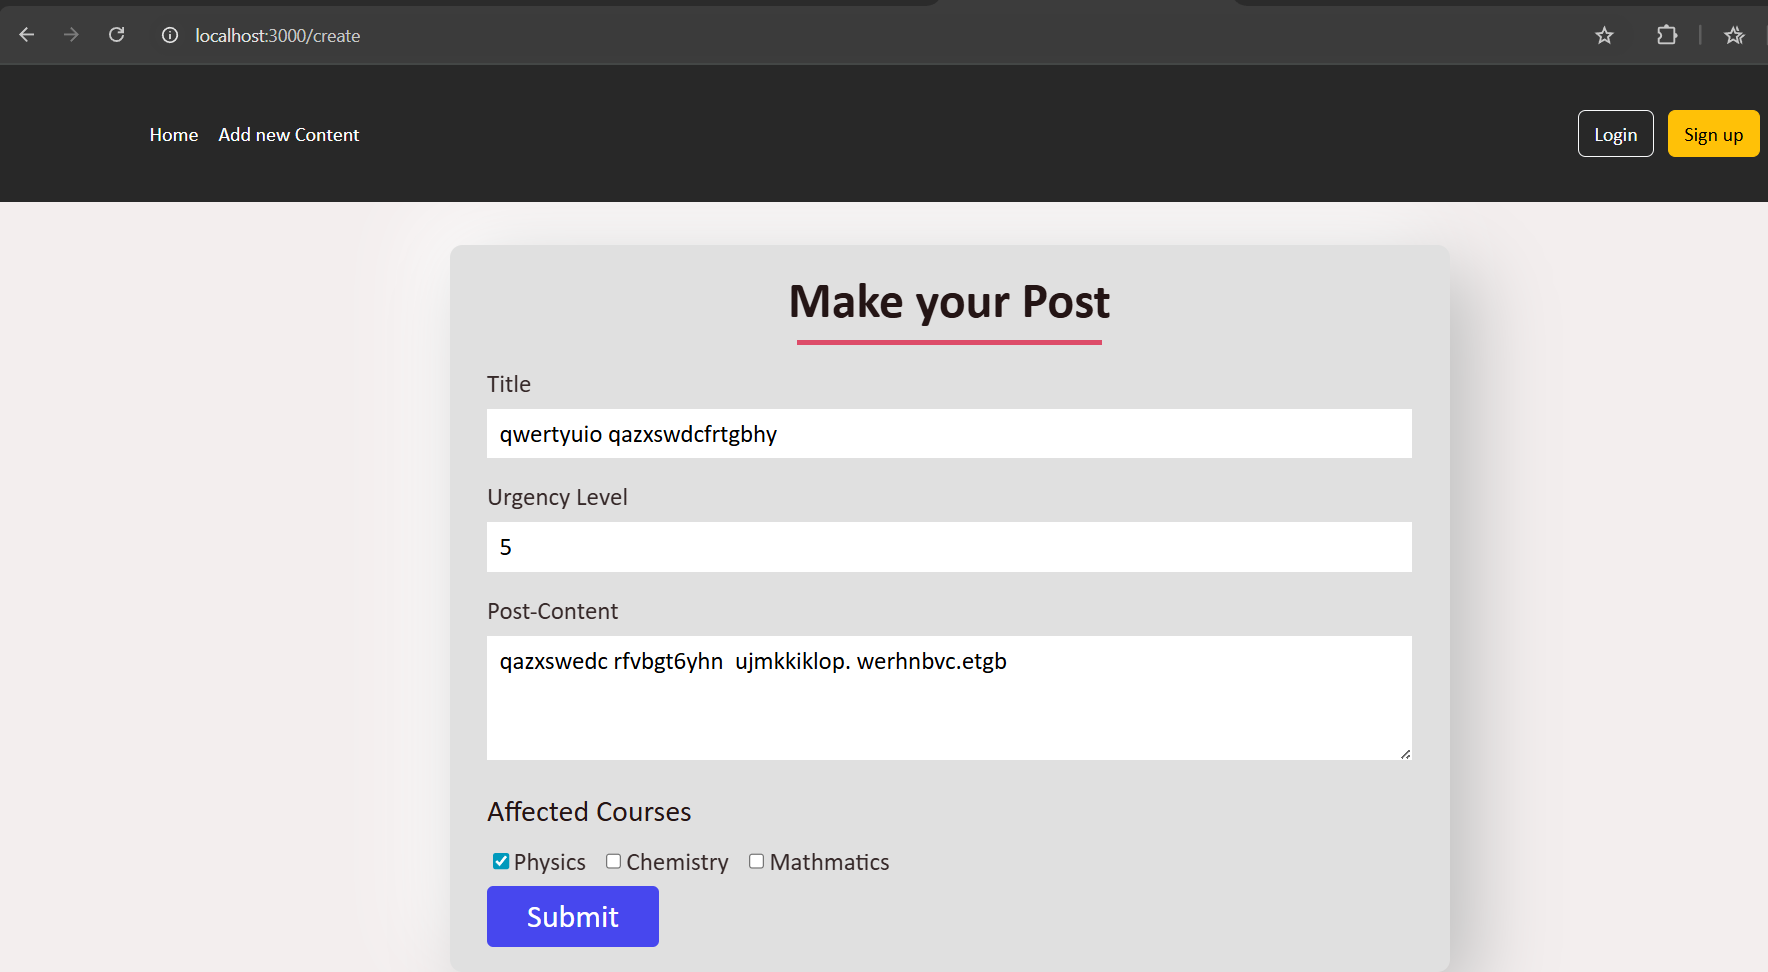 localhost:3000/create
Home Add new Content Login Sign up
Make your Post
Title
qwertyuio qazxswdcfrtgbhy
Urgency Level
5
Post-Content
qazxswedc rfvbgt6yhn  ujmkkiklop. werhnbvc.etgb
Affected Courses
Physics Chemistry Mathmatics
Submit